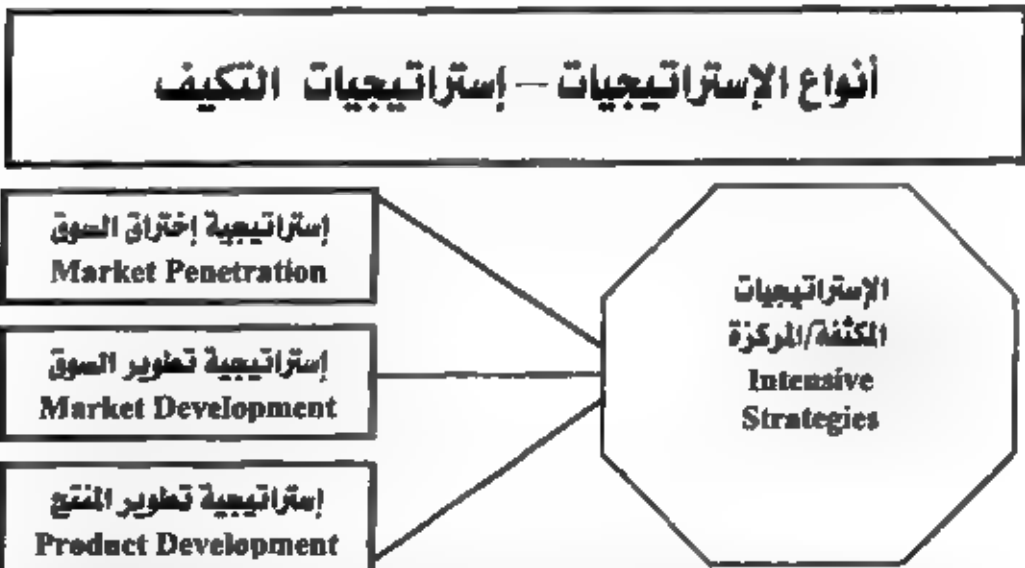 أنواع الإستراتيجيات – إستراتيجيات التكيف
الإستراتيجيات
المكثفة/المركزة
Intensive
Strategies
إستراتيجية إختراق السوق
Market Penetration
إستراتيجية تطوير السوق
Market Development
إستراتيجية تطوير المنتج
Product Development